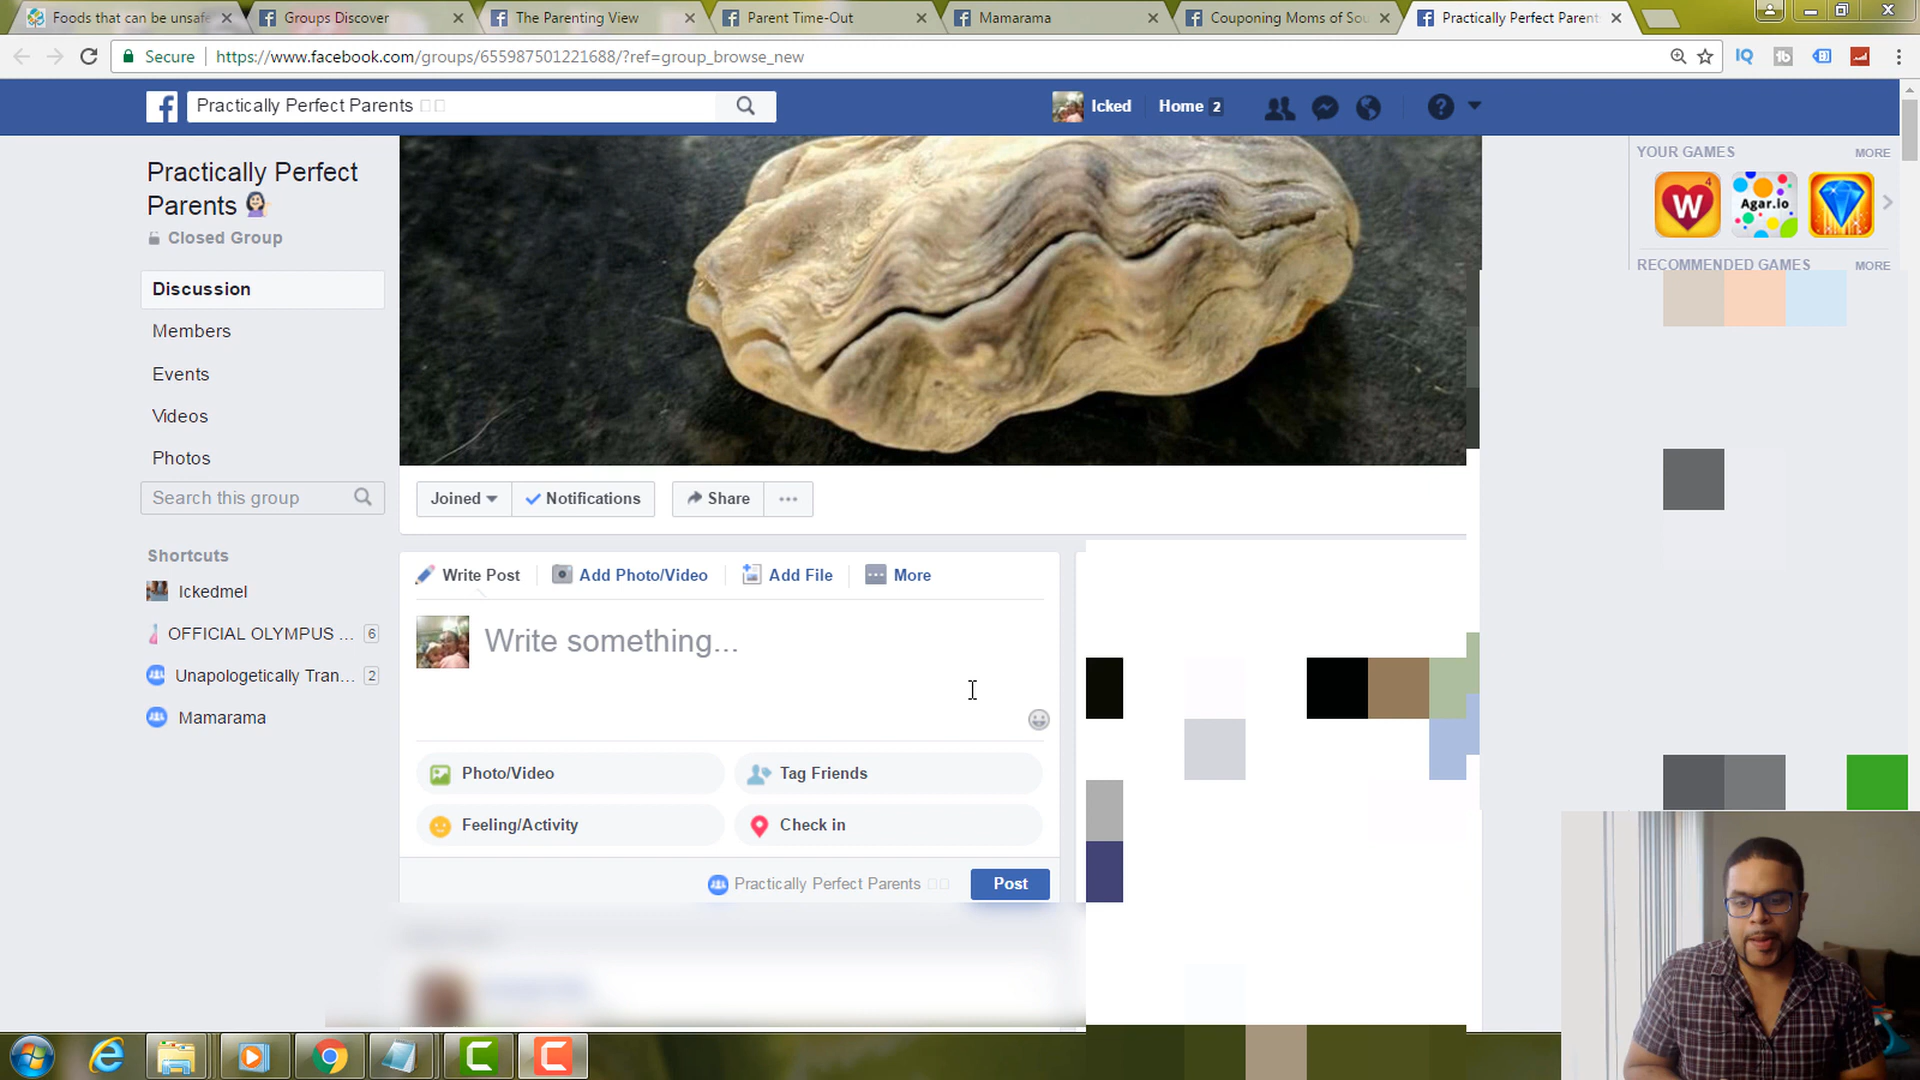 Foods that can be unsafe
Groups Discover
The Parenting View
Parent Time-Out
Mamarama
Couponing Moms of Sou
Practically Perfect Parent
Secure
https://www.facebook.com/groups/655987501221688/?ref=group_browse_new
Practically Perfect Parents
Icked
Home 2
Practically Perfect
Parents
Closed Group
Discussion
Members
Events
Videos
Photos
Search this group
Shortcuts
Ickedmel
OFFICIAL OLYMPUS ... 6
Unapologetically Tran... 2
Mamarama
Joined
Notifications
Share
Write Post
Add Photo/Video
Add File
More
Write something...
Photo/Video
Tag Friends
Feeling/Activity
Check in
Practically Perfect Parents
Post
YOUR GAMES
MORE
W 4
Agar.io
RECOMMENDED GAMES
MORE